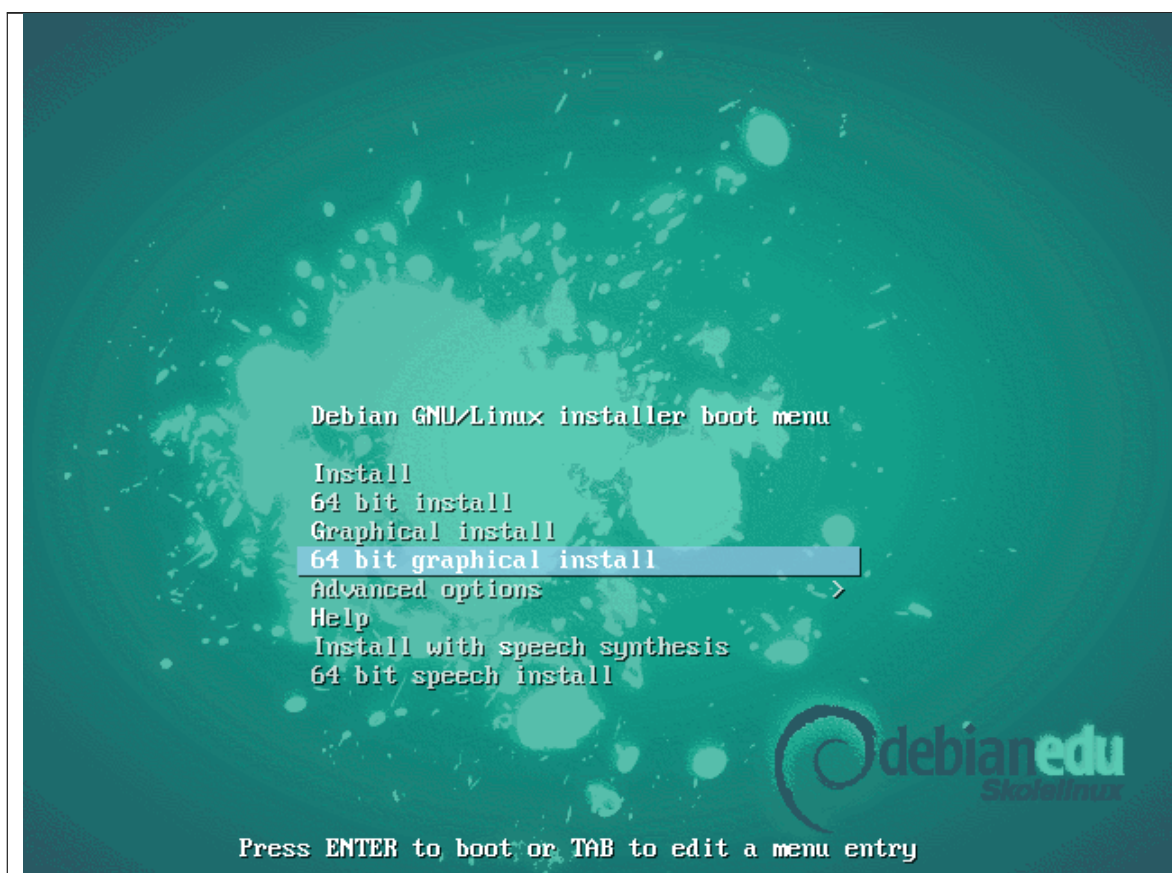 Debian GNU/Linux installer boot menu
Install
64 bit install
Graphical install
64 bit graphical install
Advanced options >
Help
Install with speech synthesis
64 bit speech install
debianedu
Skolelinux
Press ENTER to boot or TAB to edit a menu entry